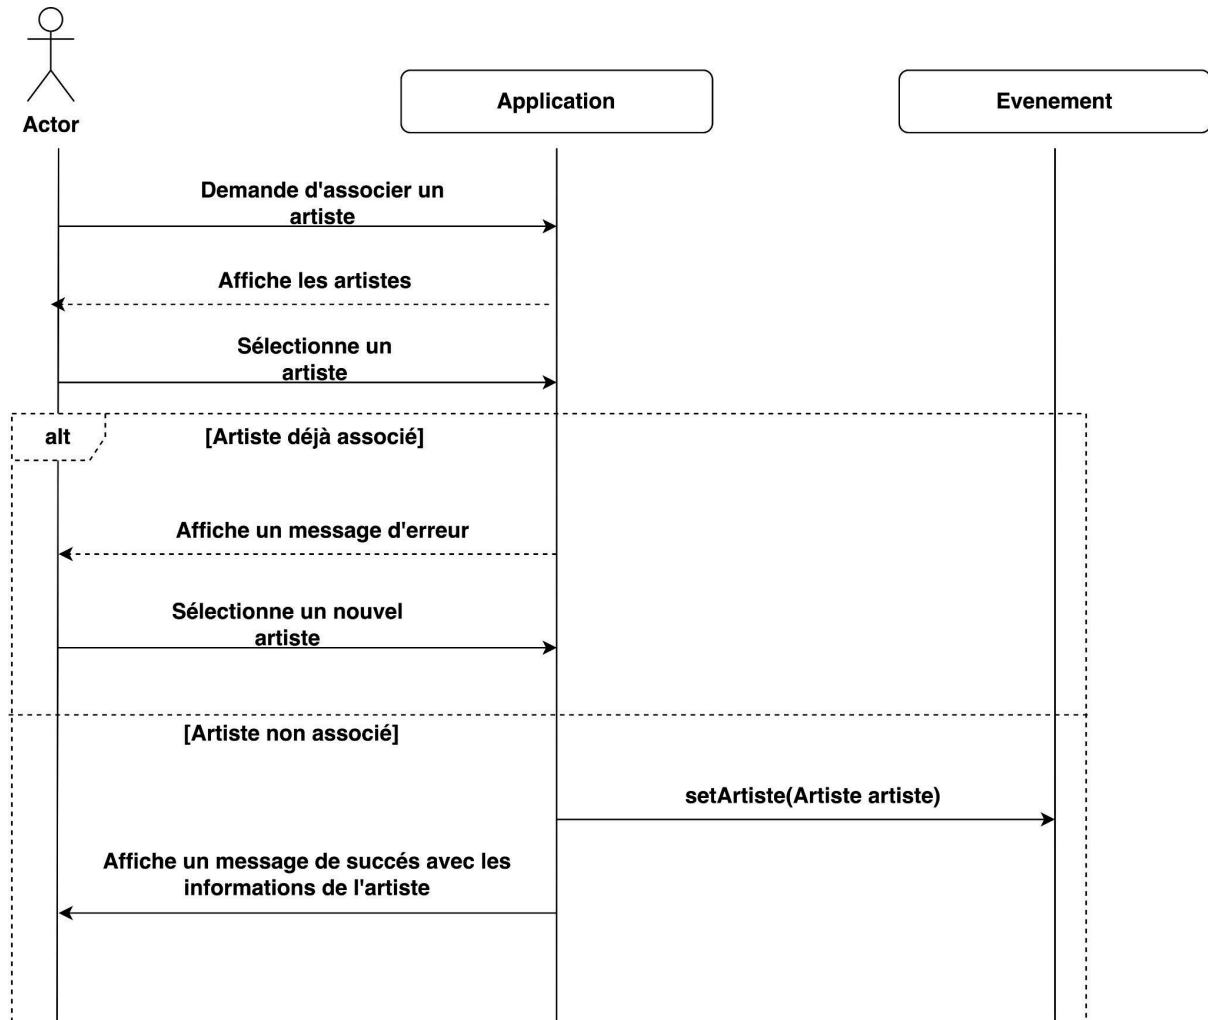 Actor
Application
Evenement
Demande d'associer un
artiste
Affiche les artistes
Sélectionne un
artiste
alt
[Artiste déjà associé]
Affiche un message d'erreur
Sélectionne un nouvel
artiste
[Artiste non associé]
setArtiste(Artiste artiste)
Affiche un message de succés avec les
informations de l'artiste